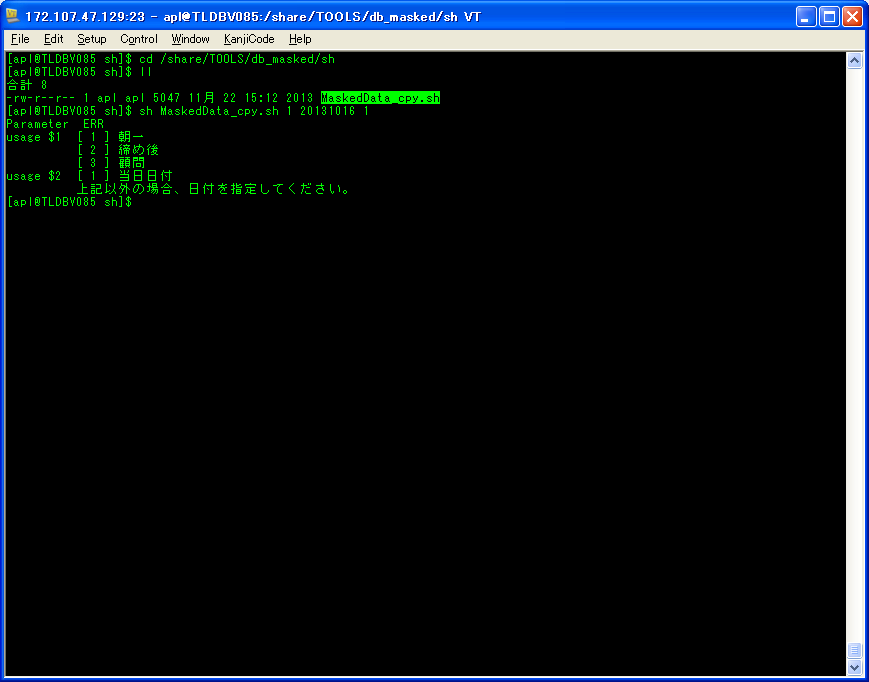 172.107.47.129:23 - apl@TLDBV085:/share/TOOLS/db_masked/sh VT
File Edit Setup Control Window KanjiCode Help
[apl@TLDBV085 sh]$ cd /share/TOOLS/db_masked/sh
[apl@TLDBV085 sh]$ ll
合計 8
-rw-r--r-- 1 apl apl 5047 11月 22 15:12 2013 MaskedData_cpy.sh
[apl@TLDBV085 sh]$ sh MaskedData_cpy.sh 1 20131016 1
Parameter ERR
usage $1 [ 1 ] 朝一
[ 2 ] 締め後
[ 3 ] 顧問
usage $2 [ 1 ] 当日日付
上記以外の場合、日付を指定してください。
[apl@TLDBV085 sh]$